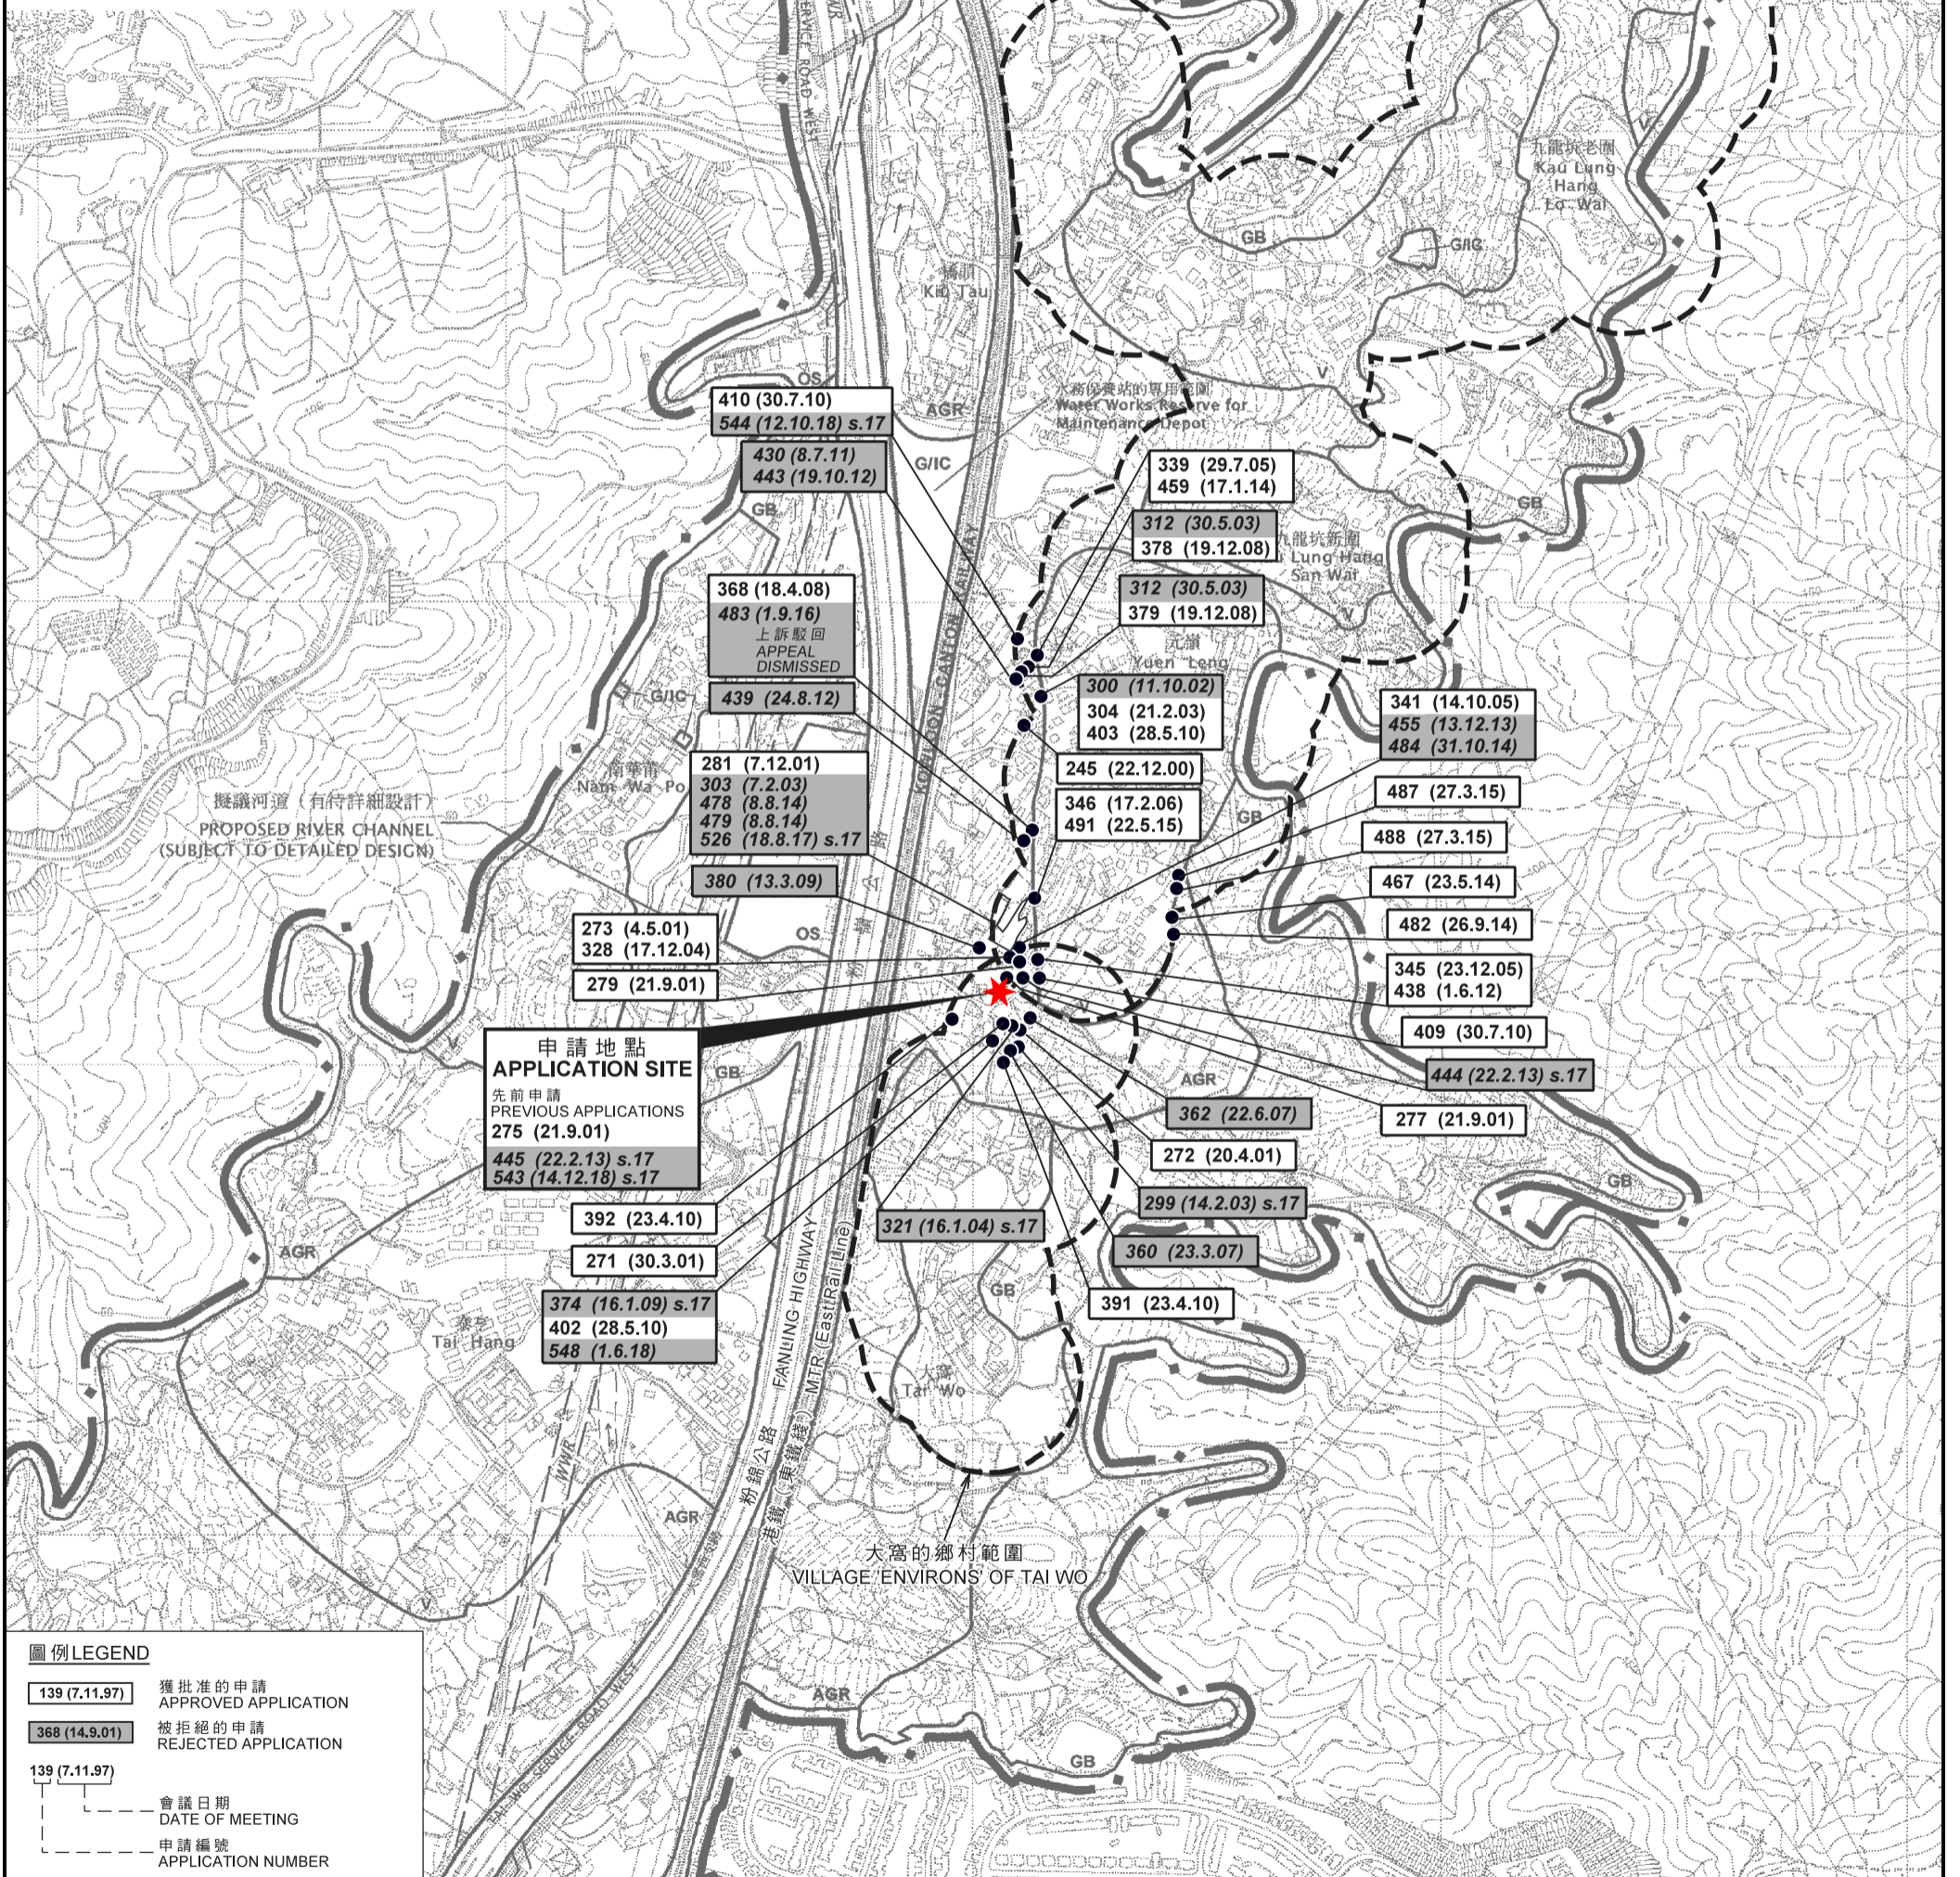 九龍坑老圍
Kau Lung
Hang
Lo Wai
GB
G/IC
橋頭
Kiu Tau
OS
V
水務保養站的專用範圍
Water Works Reserve for
Maintenance Depot
AGR
410 (30.7.10)
544 (12.10.18) s.17
430 (8.7.11)
443 (19.10.12)
G/IC
339 (29.7.05)
459 (17.1.14)
GB
GB
312 (30.5.03)
378 (19.12.08)
九龍坑新圍
Lung Hang
San Wai
KOWLOON-CANTON RAILWAY
368 (18.4.08)
483 (1.9.16)
上訴駁回
APPEAL
DISMISSED
312 (30.5.03)
379 (19.12.08)
V
元嶺
Yuen Leng
439 (24.8.12)
G/IC
300 (11.10.02)
304 (21.2.03)
403 (28.5.10)
341 (14.10.05)
455 (13.12.13)
484 (31.10.14)
281 (7.12.01)
303 (7.2.03)
478 (8.8.14)
479 (8.8.14)
526 (18.8.17) s.17
245 (22.12.00)
南華莆
Nam Wa Po
346 (17.2.06)
491 (22.5.15)
487 (27.3.15)
GB
擬議河道（有待詳細設計）
PROPOSED RIVER CHANNEL
(SUBJECT TO DETAILED DESIGN)
488 (27.3.15)
380 (13.3.09)
467 (23.5.14)
273 (4.5.01)
328 (17.12.04)
OS
482 (26.9.14)
279 (21.9.01)
345 (23.12.05)
438 (1.6.12)
V
409 (30.7.10)
申請地點
APPLICATION SITE
先前申請
PREVIOUS APPLICATIONS
275 (21.9.01)
445 (22.2.13) s.17
543 (14.12.18) s.17
V
GB
AGR
444 (22.2.13) s.17
362 (22.6.07)
277 (21.9.01)
272 (20.4.01)
GB
299 (14.2.03) s.17
392 (23.4.10)
321 (16.1.04) s.17
360 (23.3.07)
AGR
271 (30.3.01)
GB
391 (23.4.10)
374 (16.1.09) s.17
402 (28.5.10)
548 (1.6.18)
泰亨
Tai Hang
粉錦公路 FANLING HIGHWAY
港鐵（東鐵綫） MTR (East Rail Line)
大窩
Tai Wo
V
WWR
AGR
大窩的鄉村範圍
VILLAGE 'ENVIRONS' OF TAI WO
V
TAI WO SERVICE ROAD WEST
AGR
GB
圖例 LEGEND
139 (7.11.97)
獲批准的申請
APPROVED APPLICATION
368 (14.9.01)
被拒絕的申請
REJECTED APPLICATION
139 (7.11.97)
會議日期
DATE OF MEETING
申請編號
APPLICATION NUMBER